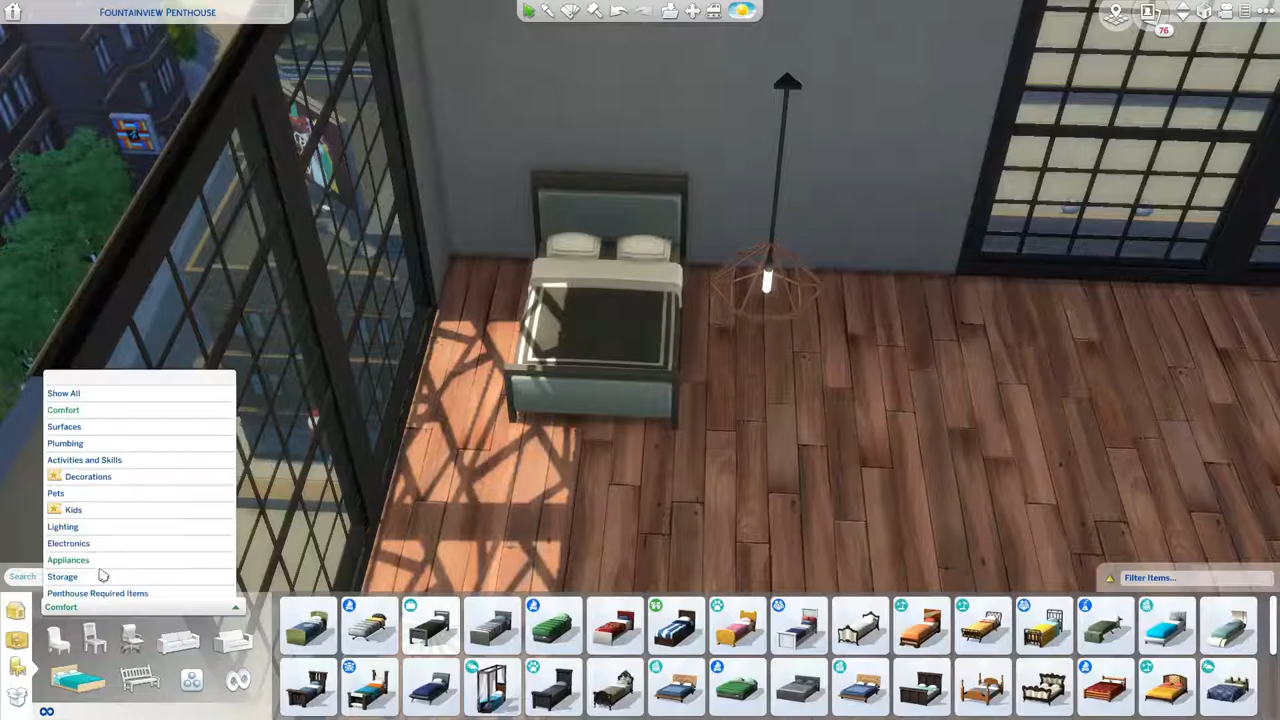 FOUNTAINVIEW PENTHOUSE
76
Show All
Comfort
Surfaces
Plumbing
Activities and Skills
Decorations
Pets
Kids
Lighting
Electronics
Appliances
Storage
Penthouse Required Items
Search
Comfort
Filter Items...